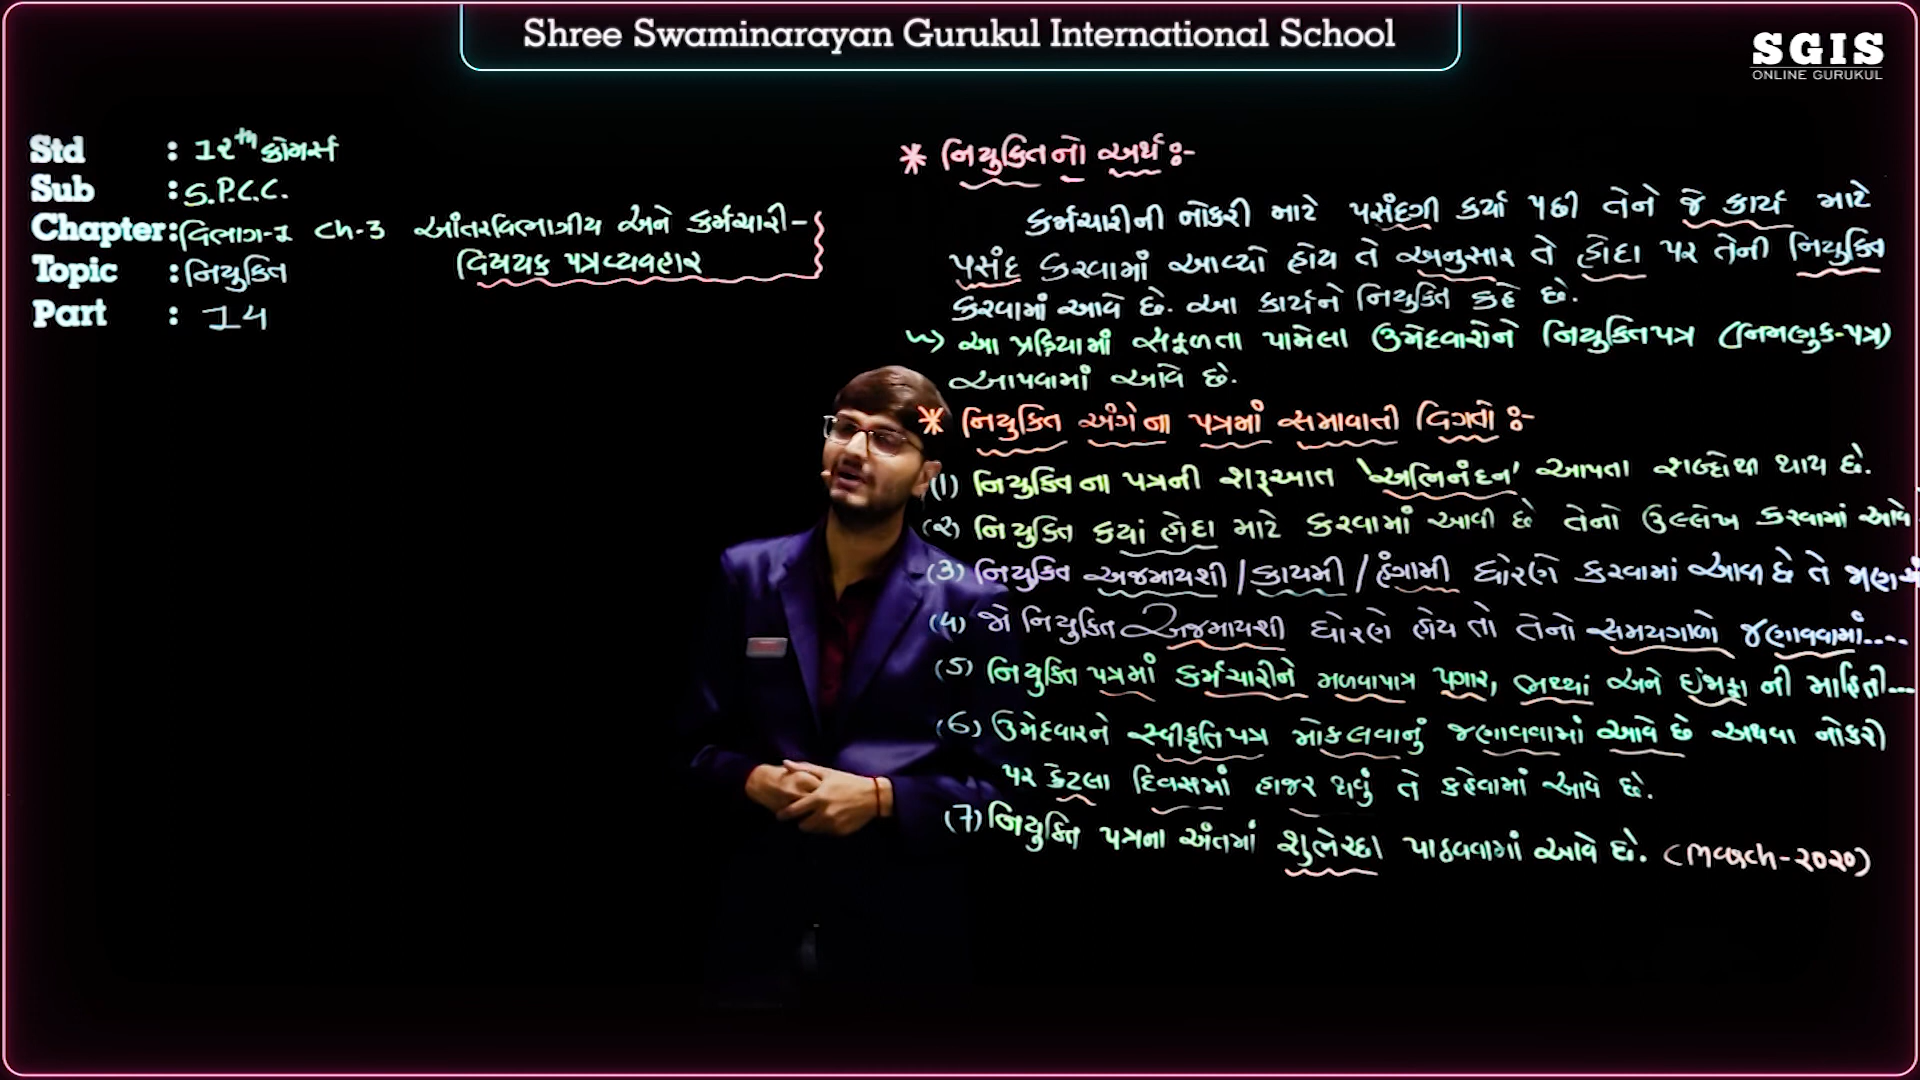 Shree Swaminarayan Gurukul International School
SGIS
ONLINE GURUKUL
Std : 12th કોમર્સ
Sub : S.P.C.C.
Chapter : વિભાગ-1 Ch-3 આંતરવિભાગીય અને કર્મચારી-
વિષયક પત્રવ્યવહાર
Topic : નિયુકિત
Part : 14
* નિયુકિતનો અર્થ :-
કર્મચારીની નોકરી માટે પસંદગી કર્યા પછી તેને જે કાર્ય માટે
પસંદ કરવામાં આવ્યો હોય તે અનુસાર તે હોદા પર તેની નિયુકિત
કરવામાં આવે છે. આ કાર્યને નિયુકિત કહે છે.
→ આ પ્રક્રિયામાં સફળતા પામેલા ઉમેદવારોને નિયુકિતપત્ર (નિમણુક-પત્ર)
આપવામાં આવે છે.
* નિયુકિત અંગેના પત્રમાં સમાવાતી વિગતો :-
(1) નિયુકિતના પત્રની શરૂઆત 'અભિનંદન' આપતા શબ્દોથી થાય છે.
(૨) નિયુકિત કયાં હોદા માટે કરવામાં આવી છે તેનો ઉલ્લેખ કરવામાં આવે
(3) નિયુકિત અજમાયશી / કાયમી / હંગામી ધોરણે કરવામાં આવી છે તે
(4) જો નિયુકિત અજમાયશી ધોરણે હોય તો તેનો સમયગાળો જણાવવામાં....
(5) નિયુકિત પત્રમાં કર્મચારીને મળવાપાત્ર પગાર, ભથ્થાં અને ઇજાફા ની માહિતી...
(6) ઉમેદવારને સ્વીકૃતિપત્ર મોકલવાનું જણાવવામાં આવે છે અથવા નોકરી
પર કેટલા દિવસમાં હાજર થવું તે કહેવામાં આવે છે.
(7) નિયુકિત પત્રના અંતમાં શુભેચ્છા પાઠવવામાં આવે છે. (March-૨૦૨૦)